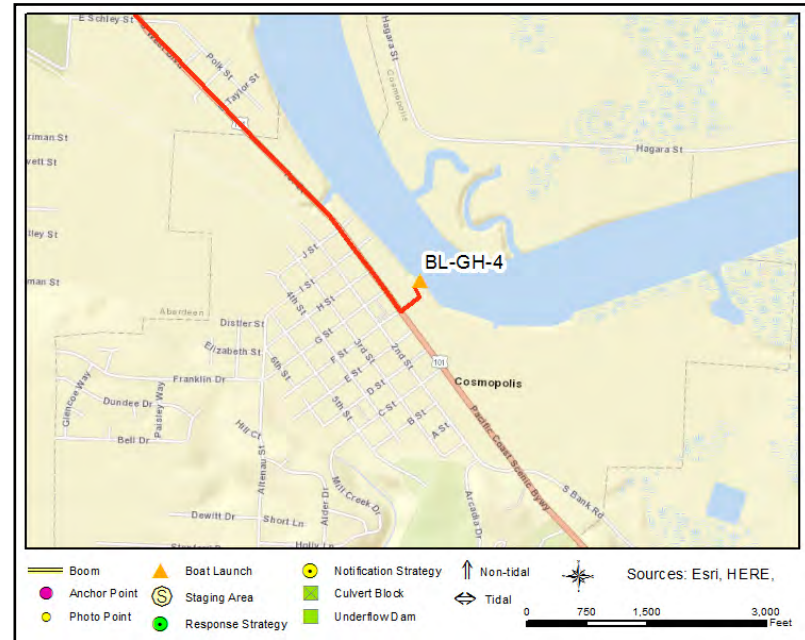 E Schley St
Polk St
Taylor St
Hagara St
Cosmopolis
Hagara St
101
BL-GH-4
J St
I St
H St
4th St
G St
6th St
F St
3rd St
2nd St
E St
5th St
D St
C St
B St
A St
101
Cosmopolis
Aberdeen
Distler St
Elizabeth St
Franklin Dr
Glencoe Way
Dundee Dr
Paisley Way
Bell Dr
Hill Ct
Altenau St
Alder Dr
Mill Creek Dr
Dewitt Dr
Short Ln
Arcadia Dr
S Bank Rd
Pacific Coast Scenic Bywy
Boom
Boat Launch
Notification Strategy
Non-tidal
Sources: Esri, HERE,
Anchor Point
S
Staging Area
Culvert Block
Tidal
Photo Point
Response Strategy
Underflow Dam
0 750 1,500 3,000
Feet